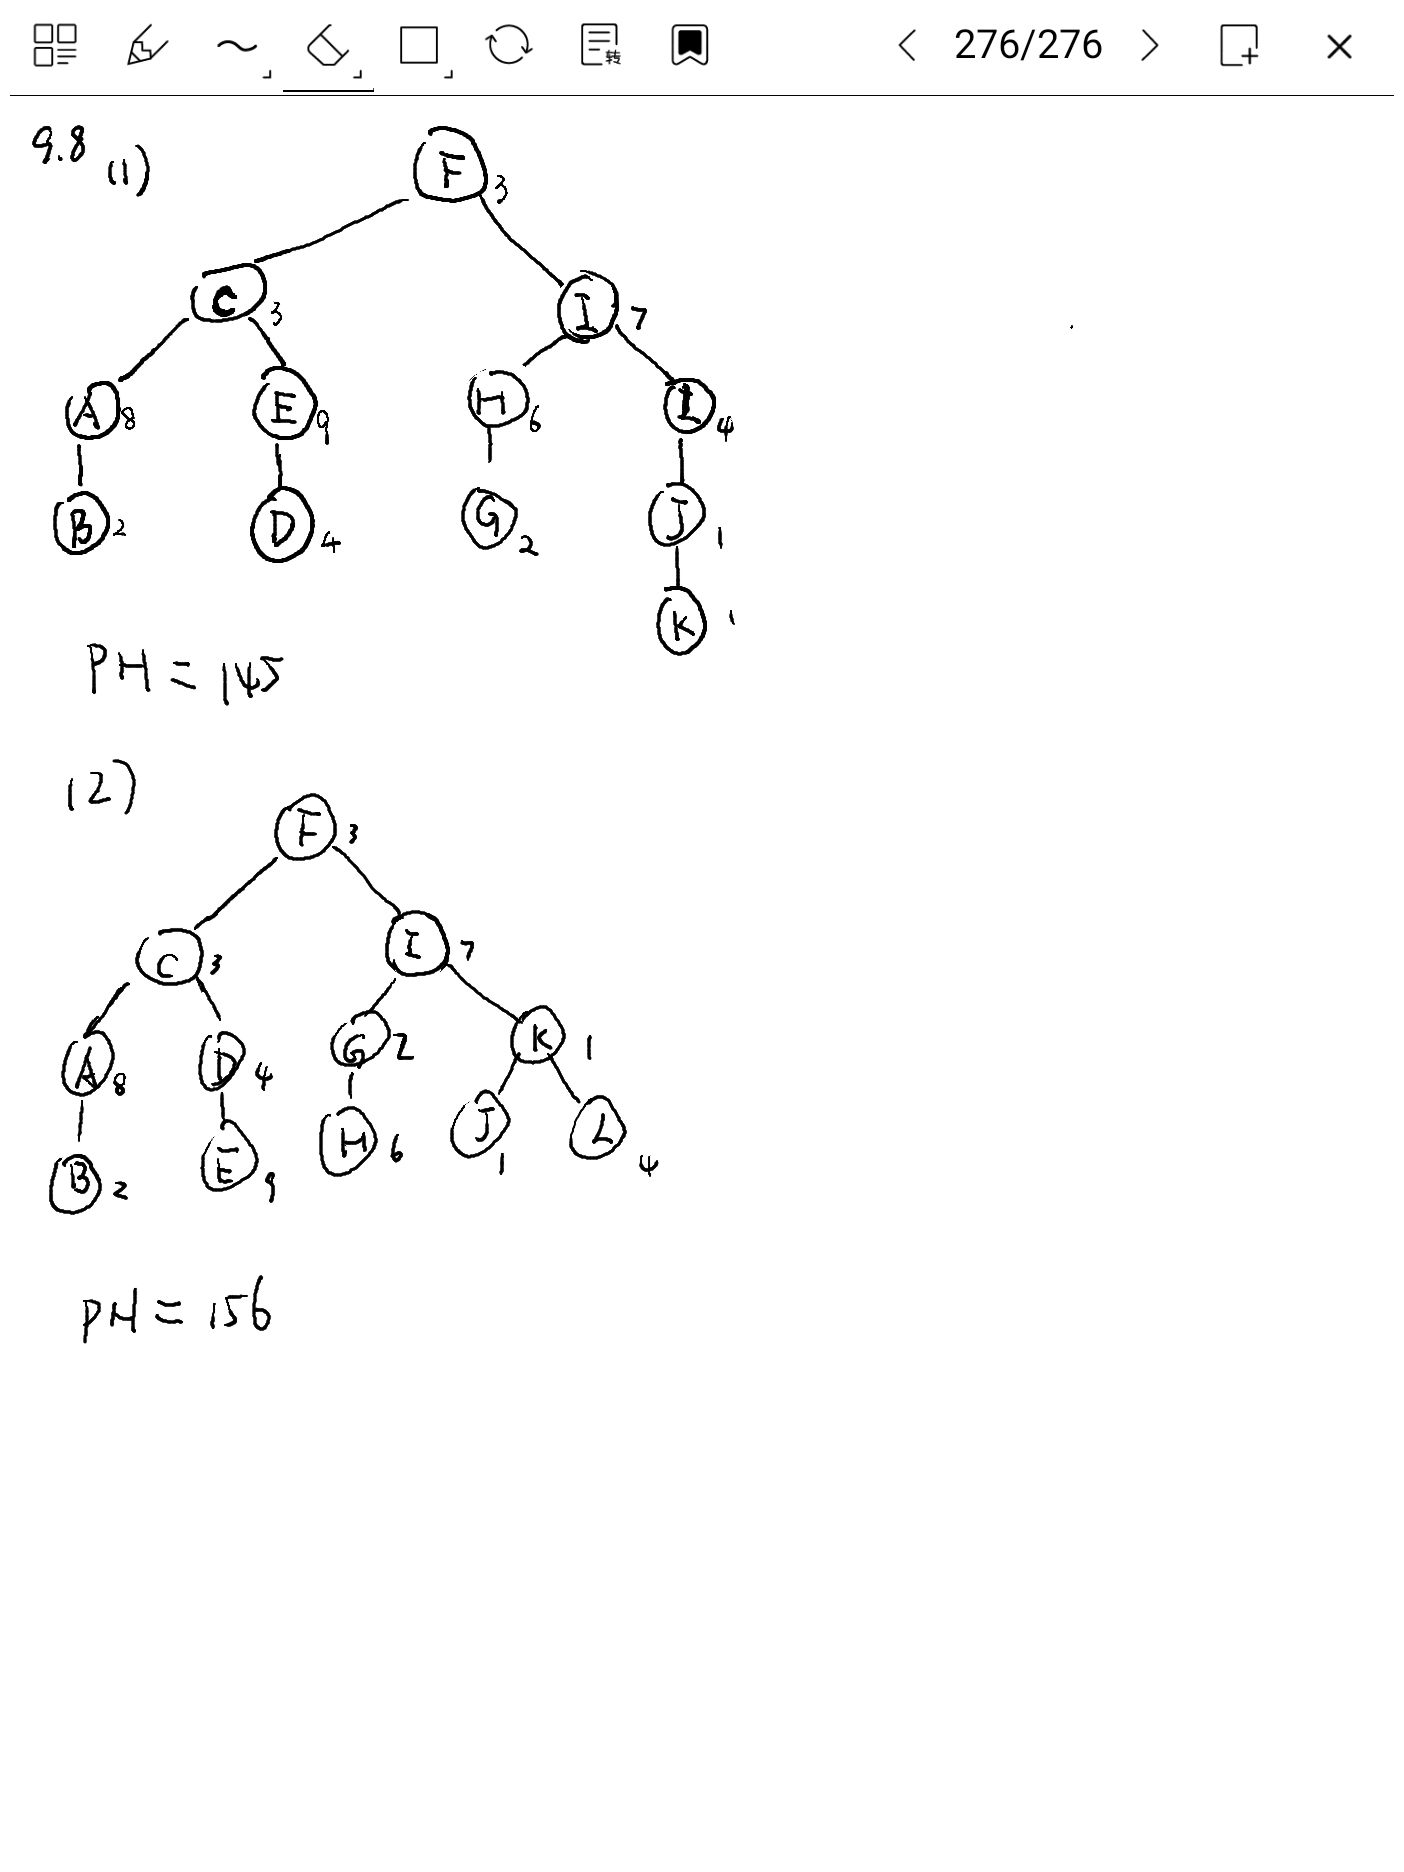 转 276/276
9.8 (1)
F 3
C 3 I 7
A 8 E 9 H 6 L 4
B 2 D 4 G 2 J 1
K 1
PH = 145
(2)
F 3
C 3 I 7
A 8 D 4 G 2 K 1
B 2 E 9 H 6 J 1 L 4
PH = 156